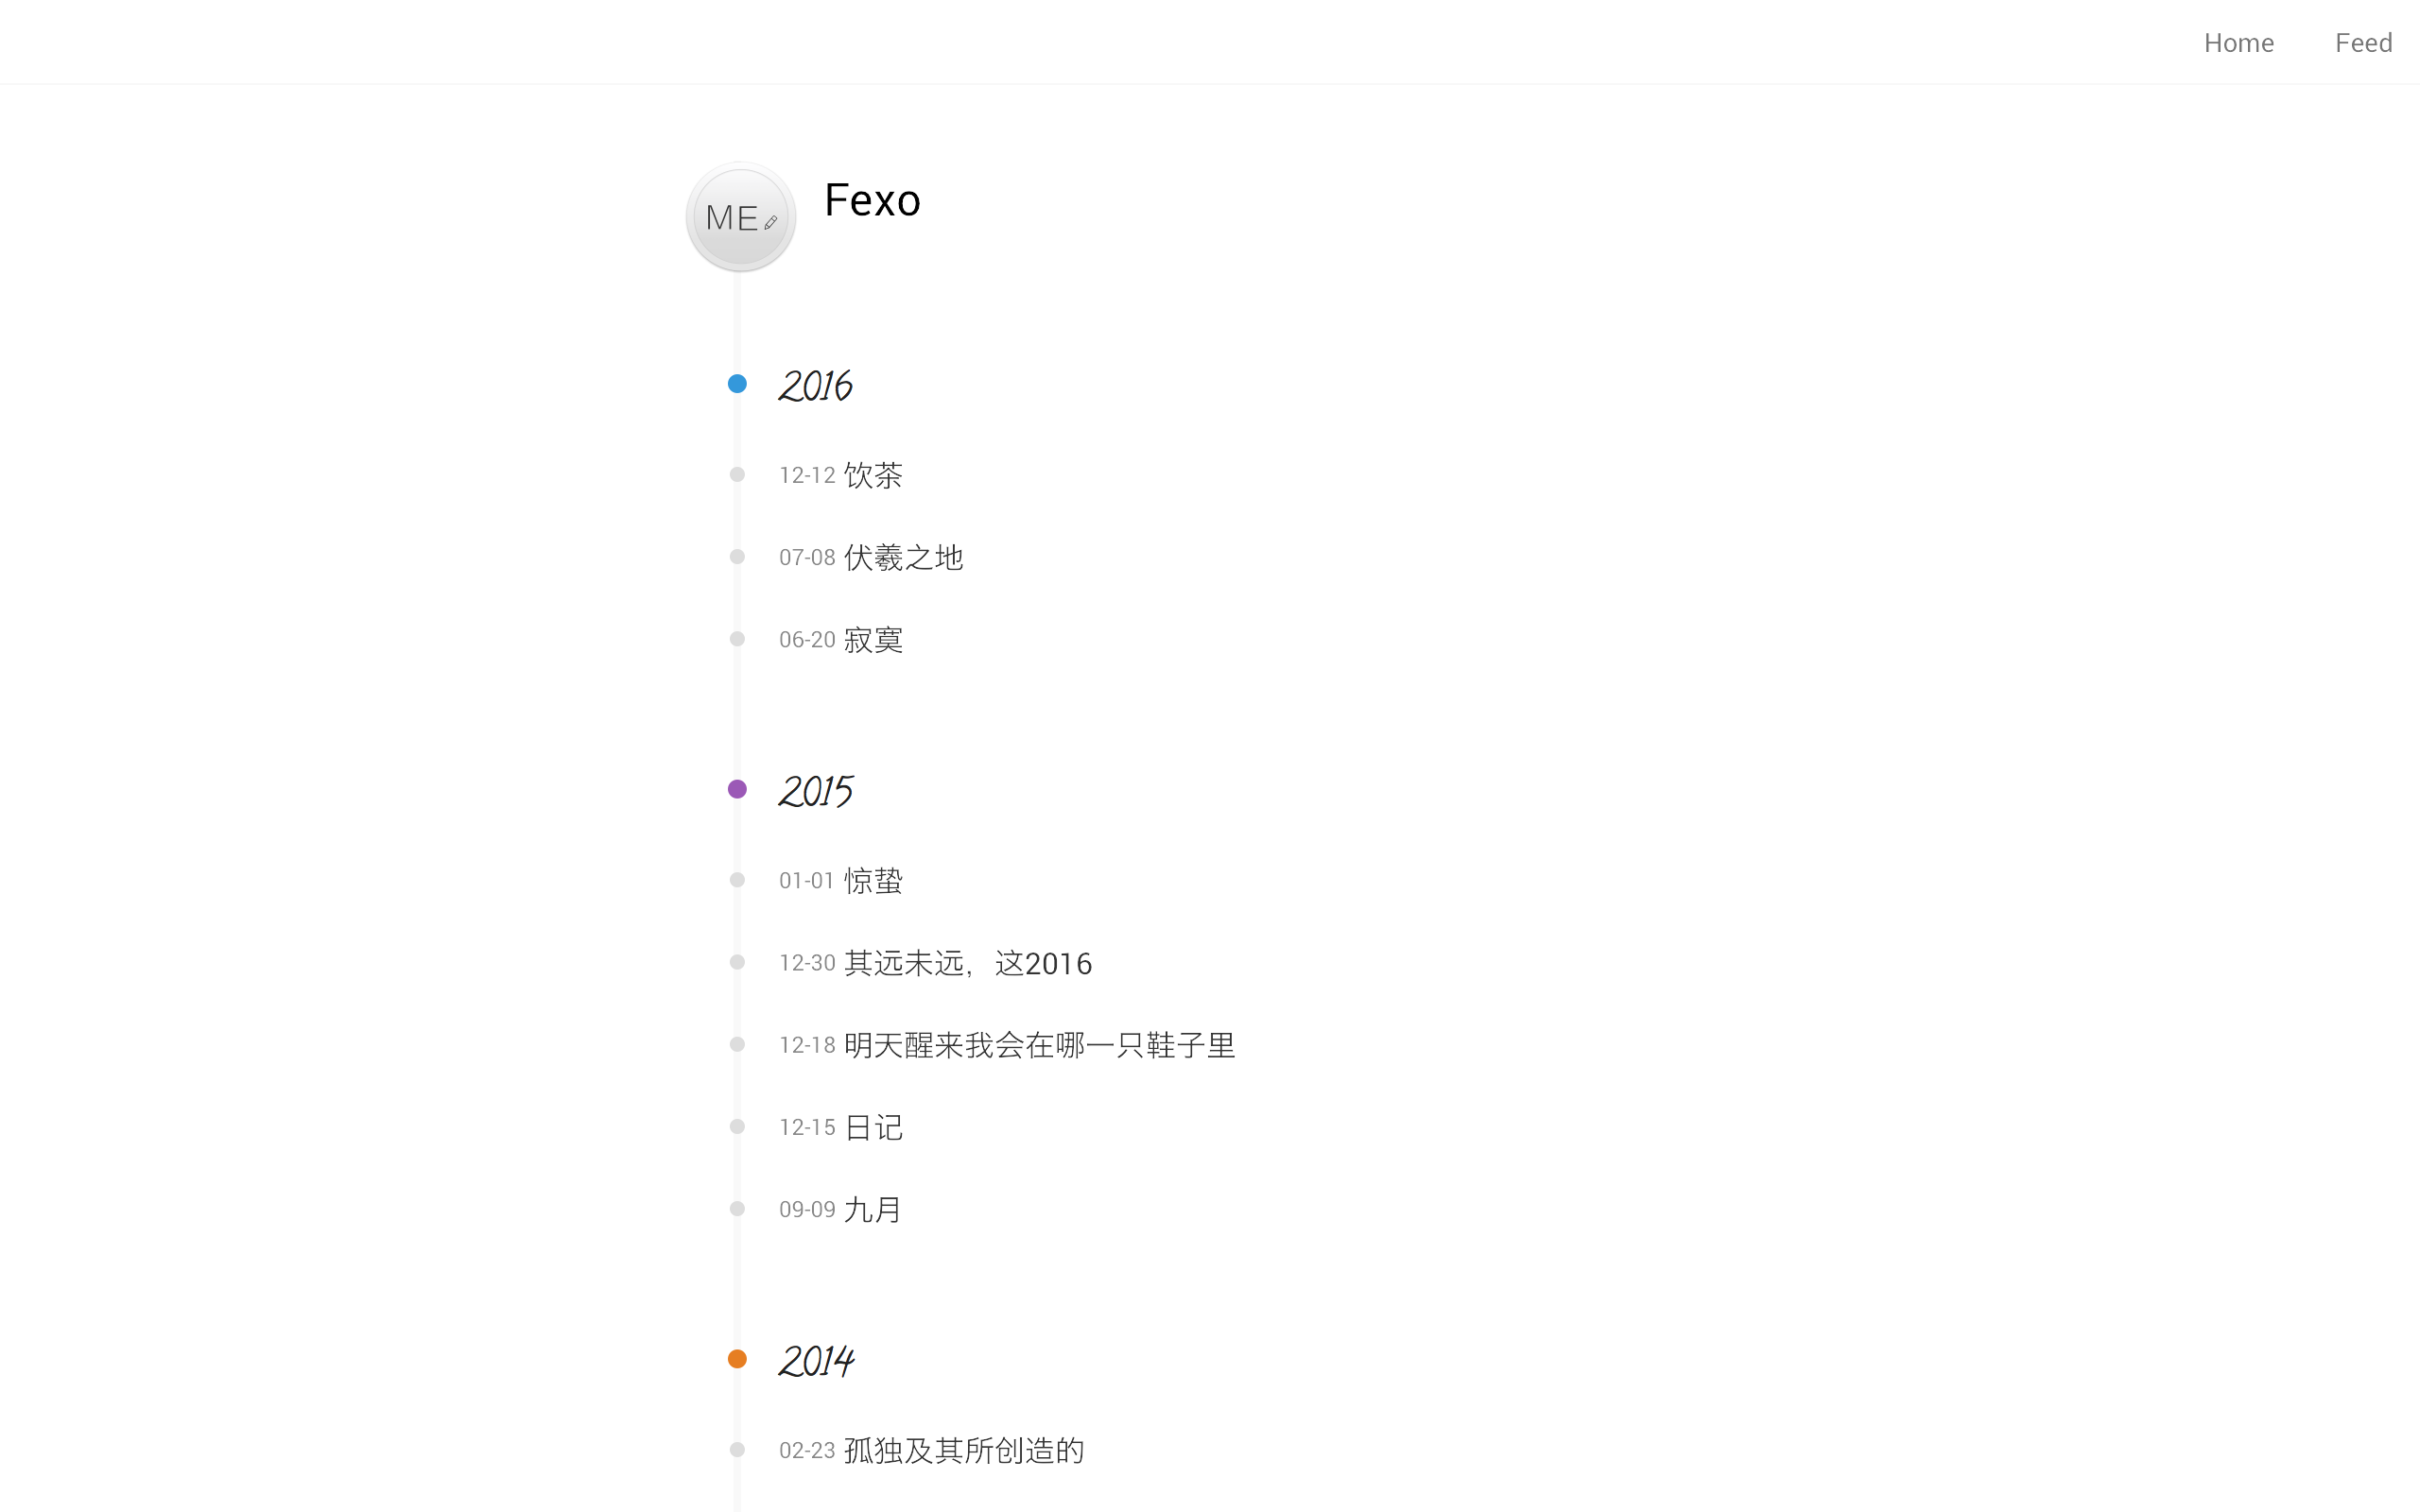 Home Feed
ME
Fexo
2016
12-12 饮茶
07-08 伏羲之地
06-20 寂寞
2015
01-01 惊蛰
12-30 其远未远，这2016
12-18 明天醒来我会在哪一只鞋子里
12-15 日记
09-09 九月
2014
02-23 孤独及其所创造的